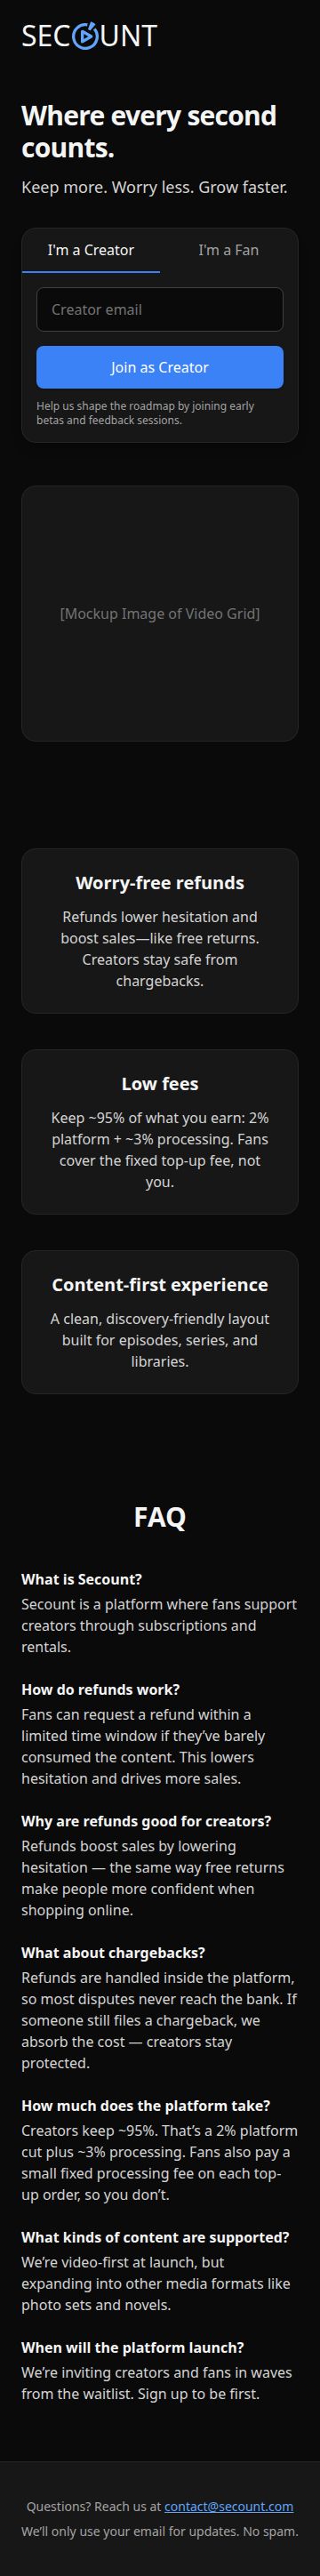 SECOUNT
Where every second
counts.
Keep more. Worry less. Grow faster.
I'm a Creator
I'm a Fan
Creator email
Join as Creator
Help us shape the roadmap by joining early
betas and feedback sessions.
[Mockup Image of Video Grid]
Worry-free refunds
Refunds lower hesitation and
boost sales—like free returns.
Creators stay safe from
chargebacks.
Low fees
Keep ~95% of what you earn: 2%
platform + ~3% processing. Fans
cover the fixed top-up fee, not
you.
Content-first experience
A clean, discovery-friendly layout
built for episodes, series, and
libraries.
FAQ
What is Secount?
Secount is a platform where fans support
creators through subscriptions and
rentals.
How do refunds work?
Fans can request a refund within a
limited time window if they’ve barely
consumed the content. This lowers
hesitation and drives more sales.
Why are refunds good for creators?
Refunds boost sales by lowering
hesitation — the same way free returns
make people more confident when
shopping online.
What about chargebacks?
Refunds are handled inside the platform,
so most disputes never reach the bank. If
someone still files a chargeback, we
absorb the cost — creators stay
protected.
How much does the platform take?
Creators keep ~95%. That’s a 2% platform
cut plus ~3% processing. Fans also pay a
small fixed processing fee on each top-
up order, so you don’t.
What kinds of content are supported?
We’re video-first at launch, but
expanding into other media formats like
photo sets and novels.
When will the platform launch?
We’re inviting creators and fans in waves
from the waitlist. Sign up to be first.
Questions? Reach us at contact@secount.com
We’ll only use your email for updates. No spam.